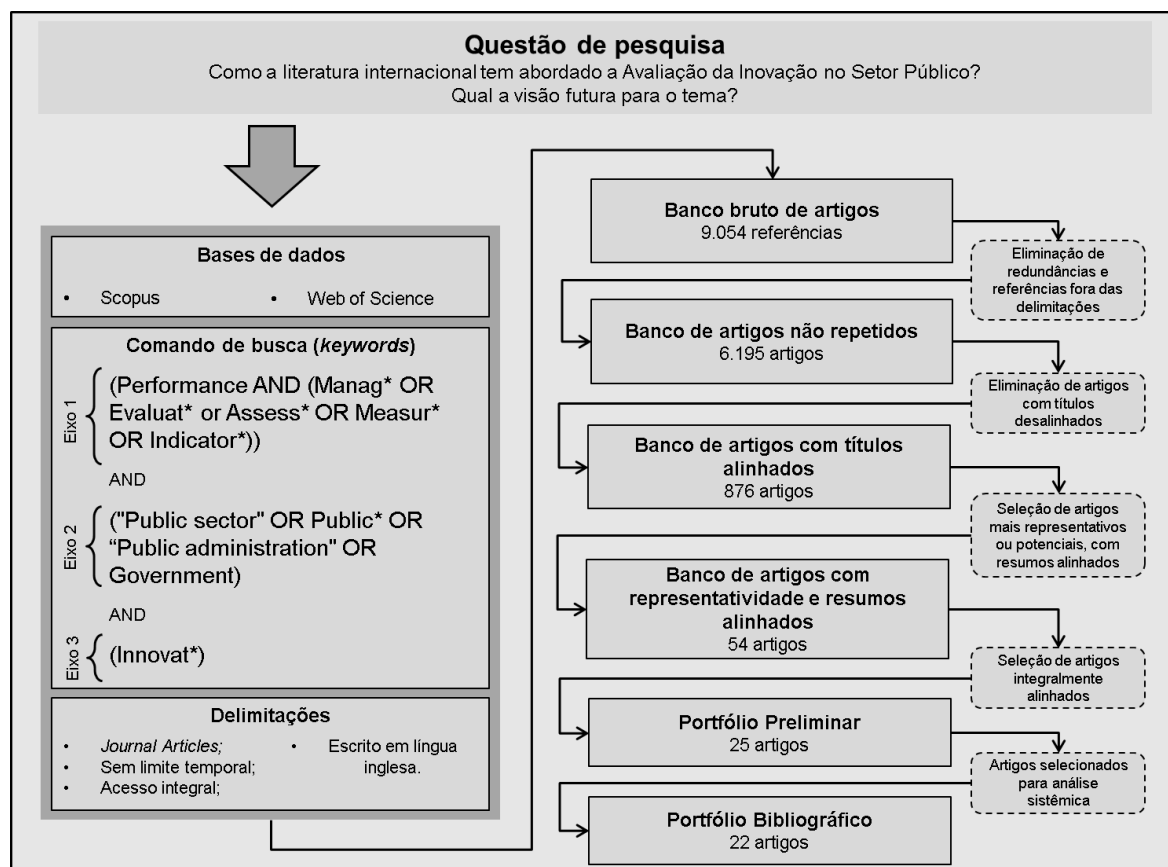 Questão de pesquisa
Como a literatura internacional tem abordado a Avaliação da Inovação no Setor Público?
Qual a visão futura para o tema?
Bases de dados
• Scopus
• Web of Science
Comando de busca (keywords)
Eixo 1
(Performance AND (Manag* OR
Evaluat* or Assess* OR Measur*
OR Indicator*))
AND
Eixo 2
("Public sector" OR Public* OR
“Public administration" OR
Government)
AND
Eixo 3
(Innovat*)
Delimitações
• Journal Articles;
• Sem limite temporal;
• Acesso integral;
• Escrito em língua
inglesa.
Banco bruto de artigos
9.054 referências
Eliminação de
redundâncias e
referências fora das
delimitações
Banco de artigos não repetidos
6.195 artigos
Eliminação de artigos
com títulos
desalinhados
Banco de artigos com títulos
alinhados
876 artigos
Seleção de artigos
mais representativos
ou potenciais, com
resumos alinhados
Banco de artigos com
representatividade e resumos
alinhados
54 artigos
Seleção de artigos
integralmente
alinhados
Portfólio Preliminar
25 artigos
Artigos selecionados
para análise
sistêmica
Portfólio Bibliográfico
22 artigos